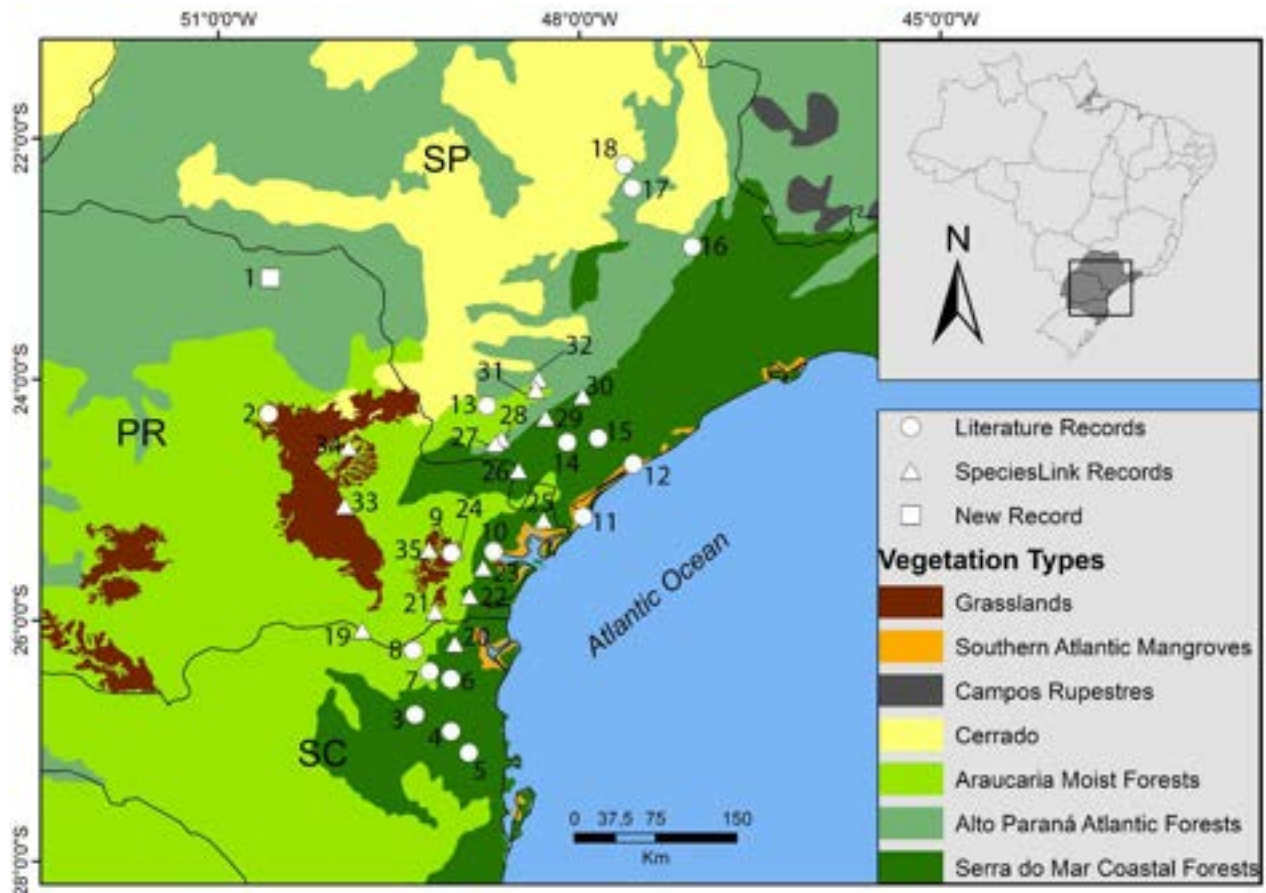 51°0'0"W
48°0'0"W
45°0'0"W
22°0'0"S
24°0'0"S
26°0'0"S
28°0'0"S
SP
18
17
16
1
N
32
31
30
13
28
29
2
PR
27
15
34
14
26
12
33
25
24
9
10
11
35
23
Atlantic Ocean
22
21
19
20
8
7
6
3
4
SC
5
0 37,5 75 150
Km
Literature Records
SpeciesLink Records
New Record
Vegetation Types
Grasslands
Southern Atlantic Mangroves
Campos Rupestres
Cerrado
Araucaria Moist Forests
Alto Paraná Atlantic Forests
Serra do Mar Coastal Forests